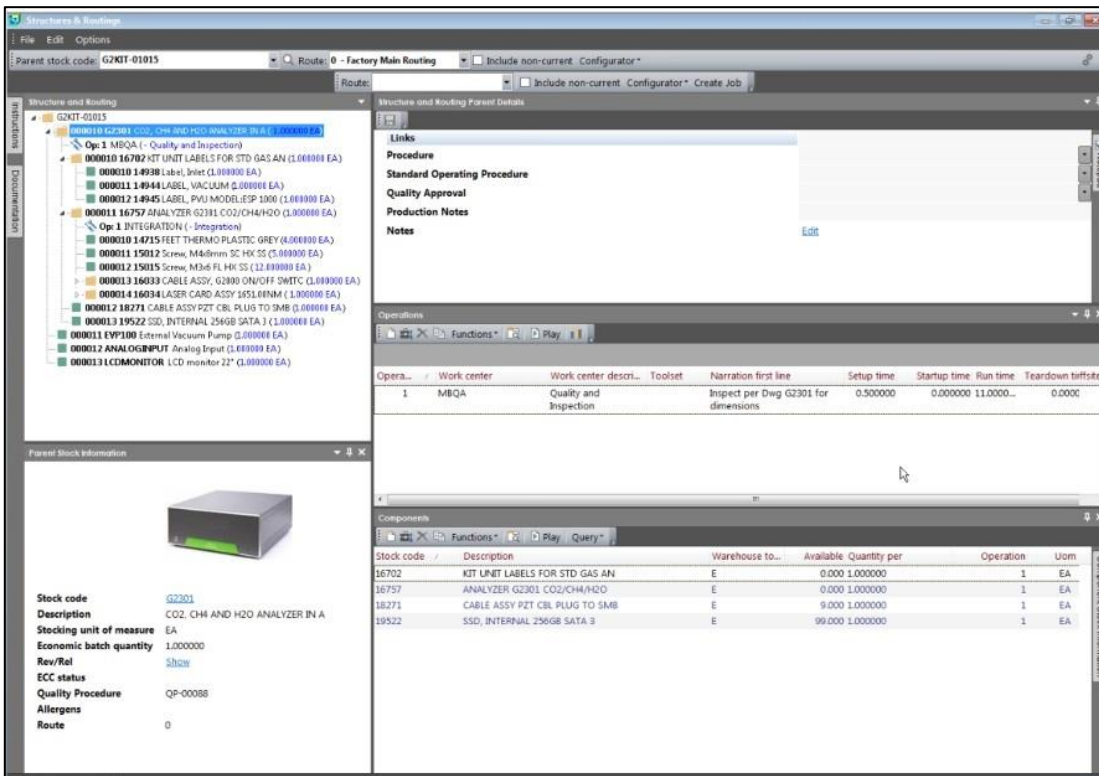 Structures & Routings
File Edit Options
Parent stock code: G2KIT-01015 Route: 0 - Factory Main Routing Include non-current Configurator
Route: Include non-current Configurator Create Job
Instructions
Documentation
Structure and Routing
G2KIT-01015
000010 G2301 CO2, CH4 AND H2O ANALYZER IN A ( 1.000000 EA)
Op: 1 MBQA ( - Quality and Inspection)
000010 16702 KIT UNIT LABELS FOR STD GAS AN (1.000000 EA)
000010 14938 Label, Inlet (1.000000 EA)
000011 14944 LABEL, VACUUM (1.000000 EA)
000012 14945 LABEL, PVU MODEL:ESP 1000 (1.000000 EA)
000011 16757 ANALYZER G2301 CO2/CH4/H2O (1.000000 EA)
Op: 1 INTEGRATION ( - Integration)
000010 14715 FEET THERMO PLASTIC GREY (4.000000 EA)
000011 15012 Screw, M4x8mm SC HX SS (5.000000 EA)
000012 15015 Screw, M3x6 FL HX SS (12.000000 EA)
000013 16033 CABLE ASSY, G2000 ON/OFF SWITC (1.000000 EA)
000014 16034 LASER CARD ASSY 1651.00NM ( 1.000000 EA)
000012 18271 CABLE ASSY PZT CBL PLUG TO SMB (1.000000 EA)
000013 19522 SSD, INTERNAL 256GB SATA 3 (1.000000 EA)
000011 EVP100 External Vacuum Pump (1.000000 EA)
000012 ANALOGINPUT Analog Input (1.000000 EA)
000013 LCDMONITOR LCD monitor 22" (1.000000 EA)
Structure and Routing Parent Details
Links
Procedure
Standard Operating Procedure
Quality Approval
Production Notes
Notes Edit
Operations
Functions Play
Opera... Work center Work center descri... Toolset Narration first line Setup time Startup time Run time Teardown tim
1 MBQA Quality and Inspection Inspect per Dwg G2301 for dimensions 0.500000 0.000000 11.0000... 0.0000
Parent Stock Information
Stock code G2301
Description CO2, CH4 AND H2O ANALYZER IN A
Stocking unit of measure EA
Economic batch quantity 1.000000
Rev/Rel Show
ECC status
Quality Procedure QP-00088
Allergens
Route 0
Components
Functions Play Query
Stock code Description Warehouse to... Available Quantity per Operation Uom
16702 KIT UNIT LABELS FOR STD GAS AN E 0.000 1.000000 1 EA
16757 ANALYZER G2301 CO2/CH4/H2O E 0.000 1.000000 1 EA
18271 CABLE ASSY PZT CBL PLUG TO SMB E 9.000 1.000000 1 EA
19522 SSD, INTERNAL 256GB SATA 3 E 99.000 1.000000 1 EA